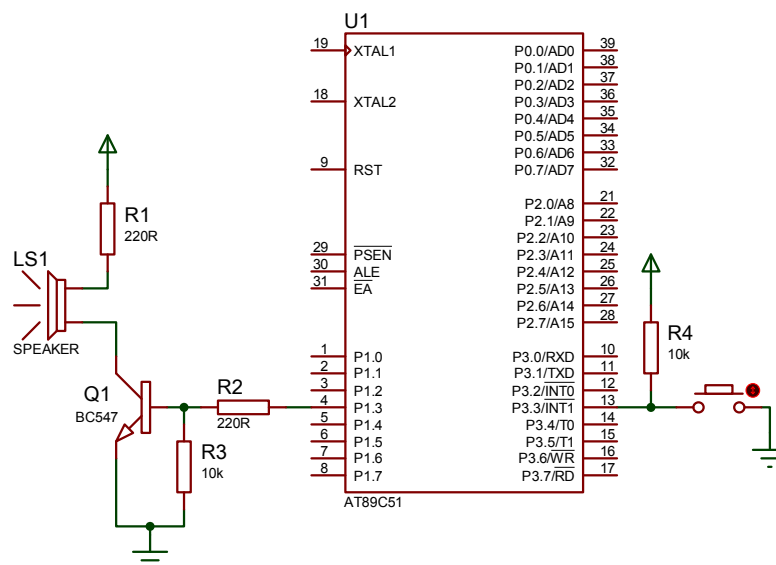 U1
19 XTAL1
18 XTAL2
9 RST
29 PSEN
30 ALE
31 EA
1 P1.0
2 P1.1
3 P1.2
4 P1.3
5 P1.4
6 P1.5
7 P1.6
8 P1.7
P0.0/AD0 39
P0.1/AD1 38
P0.2/AD2 37
P0.3/AD3 36
P0.4/AD4 35
P0.5/AD5 34
P0.6/AD6 33
P0.7/AD7 32
P2.0/A8 21
P2.1/A9 22
P2.2/A10 23
P2.3/A11 24
P2.4/A12 25
P2.5/A13 26
P2.6/A14 27
P2.7/A15 28
P3.0/RXD 10
P3.1/TXD 11
P3.2/INT0 12
P3.3/INT1 13
P3.4/T0 14
P3.5/T1 15
P3.6/WR 16
P3.7/RD 17
AT89C51
R1
220R
LS1
SPEAKER
Q1
BC547
R2
220R
R3
10k
R4
10k